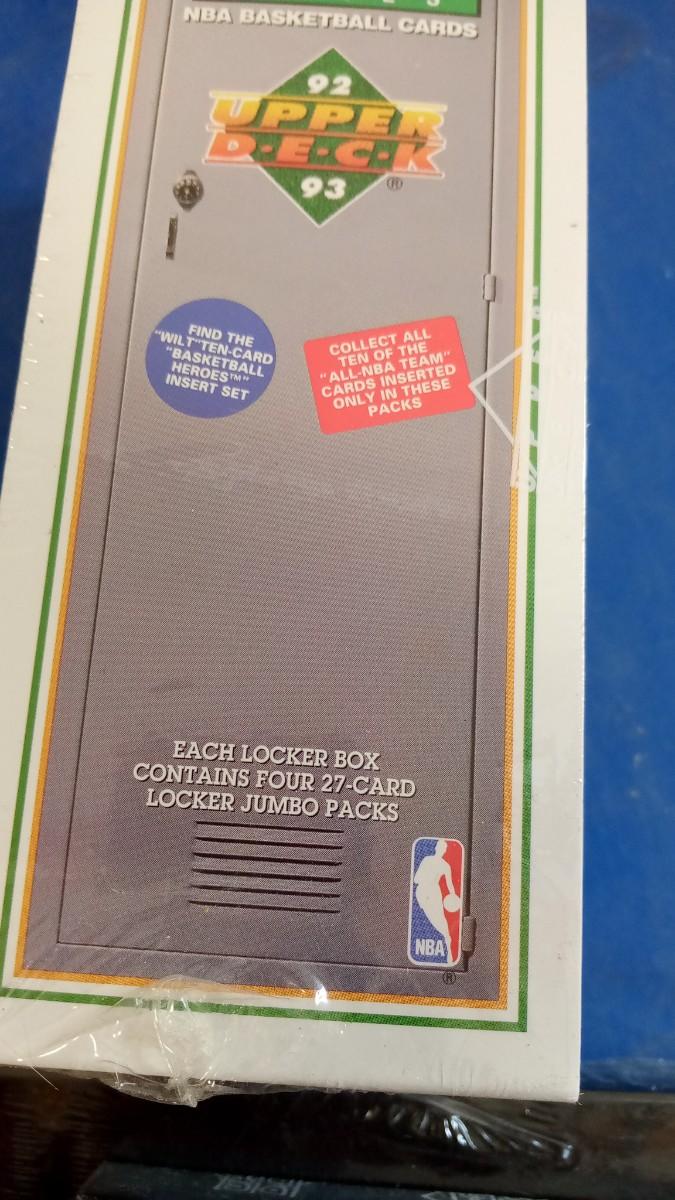 NBA BASKETBALL CARDS
92
UPPER
D·E·C·K
93
®
FIND THE
"WILT" TEN-CARD
"BASKETBALL
HEROES™"
INSERT SET
COLLECT ALL
TEN OF THE
"ALL-NBA TEAM"
CARDS INSERTED
ONLY IN THESE
PACKS
EACH LOCKER BOX
CONTAINS FOUR 27-CARD
LOCKER JUMBO PACKS
NBA
®